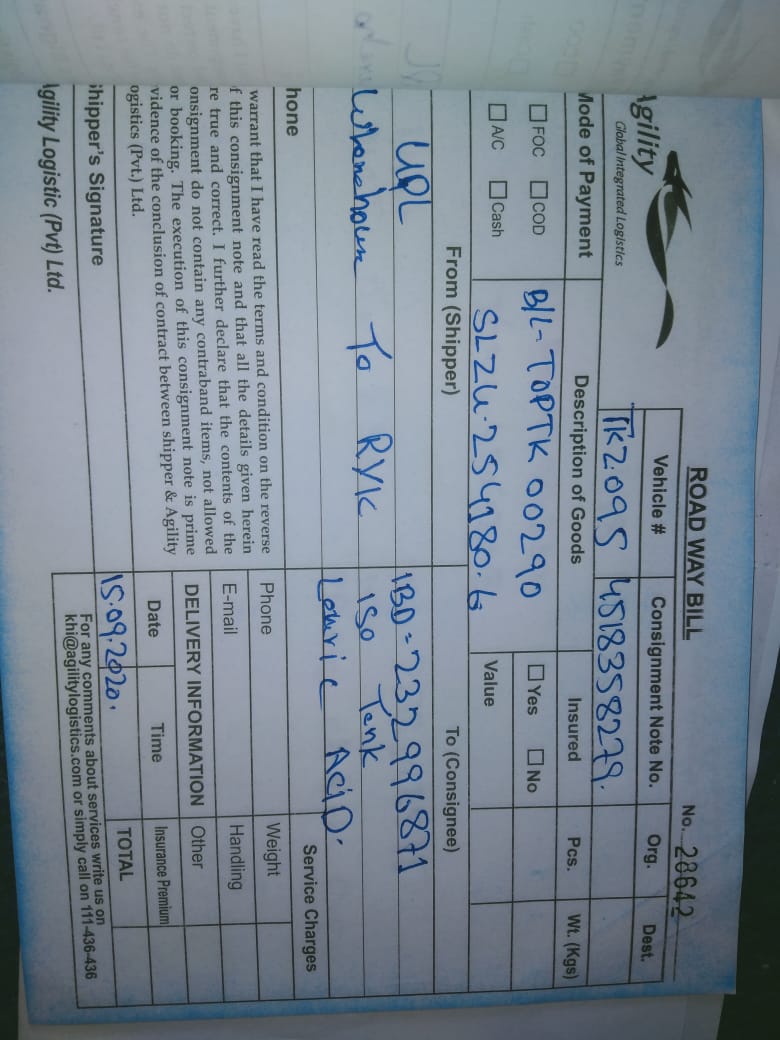 ROAD WAY BILL
No. 28642
Agility
Global Integrated Logistics
Vehicle # Consignment Note No. Org. Dest.
TKZ.095 4518358279.
Mode of Payment Description of Goods Insured Pcs. Wt. (Kgs)
FOC COD B/L- TOPTK 00290 Yes No
A/C Cash SLZU.254180.6 Value
From (Shipper) To (Consignee)
UPL IBD-232996871
To RYK ISO Tank
Lauric Acid.
Service Charges
hone
Phone Weight
E-mail Handling
DELIVERY INFORMATION Other
Date Time Insurance Premium
15.09.2020. TOTAL
warrant that I have read the terms and condition on the reverse
f this consignment note and that all the details given herein
re true and correct. I further declare that the contents of the
onsignment do not contain any contraband items, not allowed
or booking. The execution of this consignment note is prime
vidence of the conclusion of contract between shipper & Agility
ogistics (Pvt.) Ltd.
Shipper's Signature
For any comments about services write us on
khi@agilitylogistics.com or simply call on 111-436-436
Agility Logistic (Pvt) Ltd.